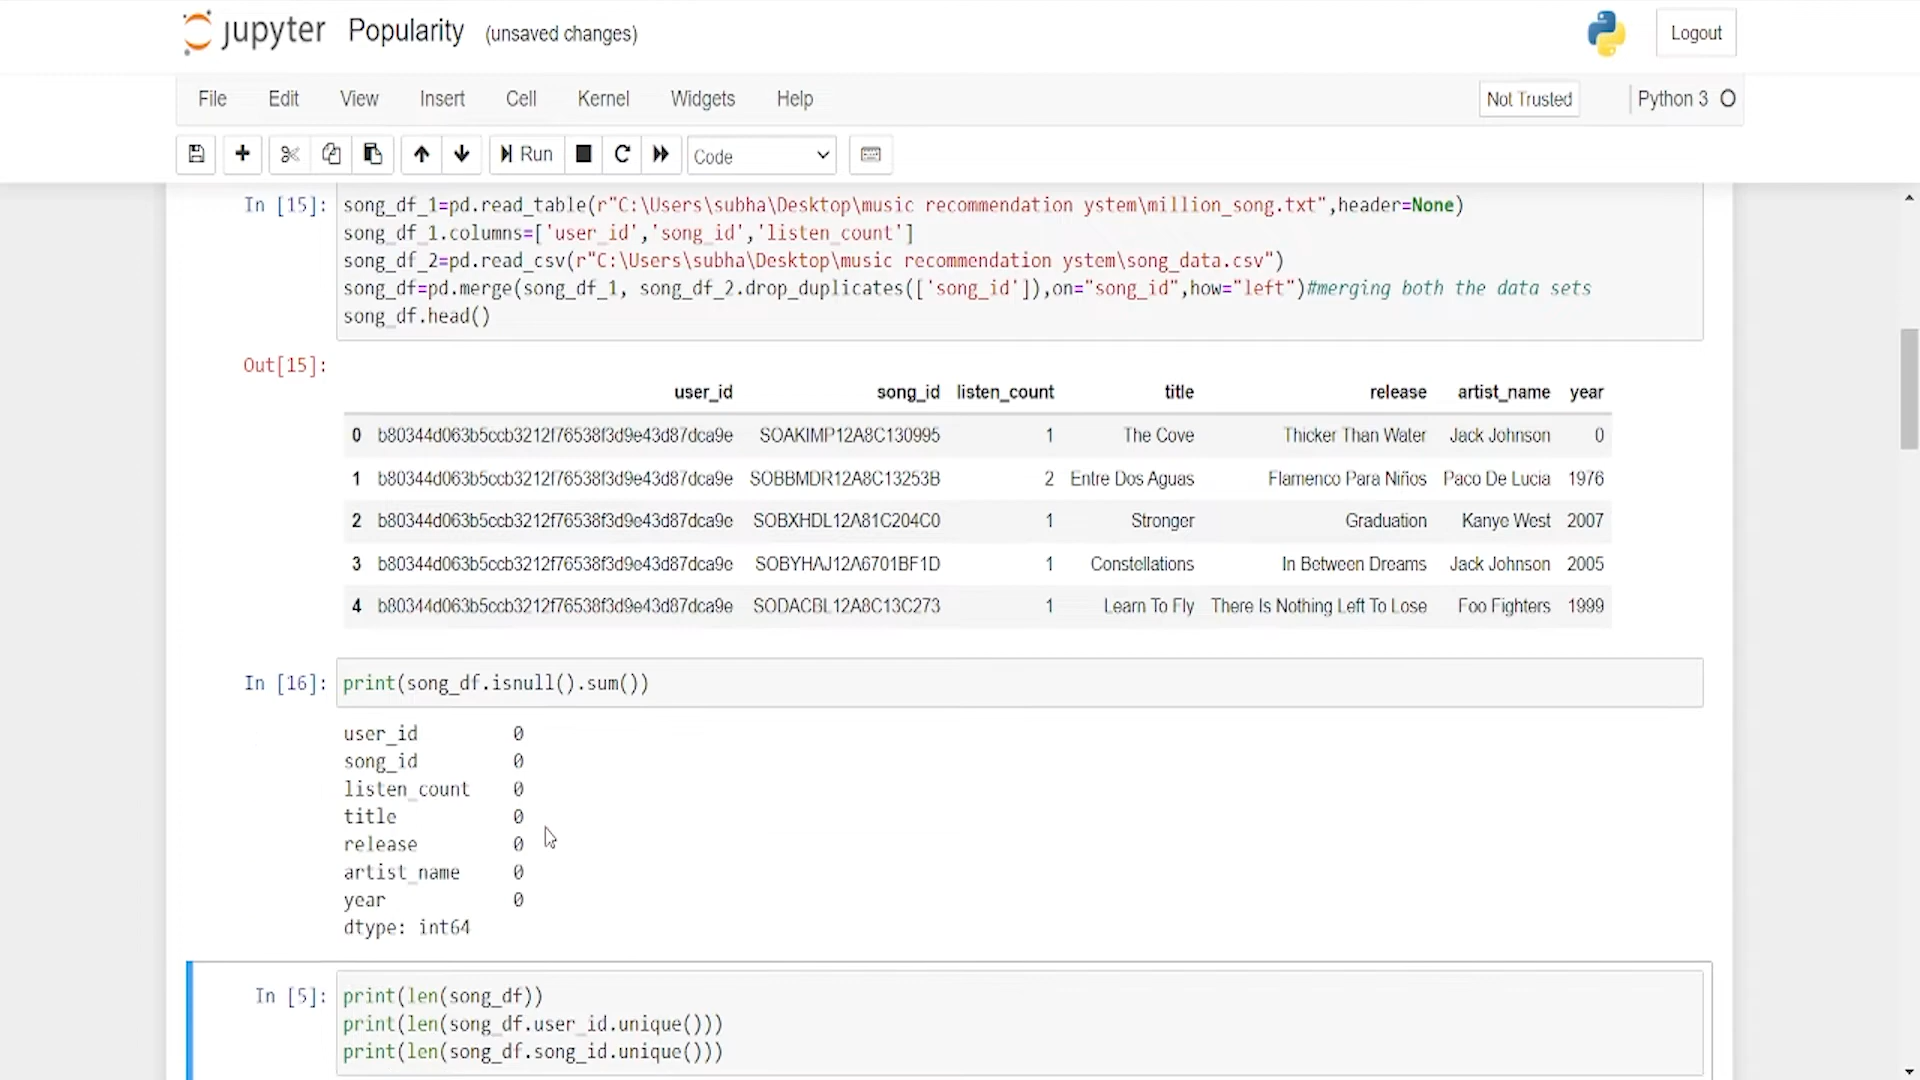 jupyter Popularity (unsaved changes) Logout
File Edit View Insert Cell Kernel Widgets Help Not Trusted Python 3
Run Code
In [15]: song_df_1=pd.read_table(r"C:\Users\subha\Desktop\music recommendation ystem\million_song.txt",header=None)
song_df_1.columns=['user_id','song_id','listen_count']
song_df_2=pd.read_csv(r"C:\Users\subha\Desktop\music recommendation ystem\song_data.csv")
song_df=pd.merge(song_df_1, song_df_2.drop_duplicates(['song_id']),on="song_id",how="left")#merging both the data sets
song_df.head()
Out[15]:
user_id song_id listen_count title release artist_name year
0 b80344d063b5ccb3212f76538f3d9e43d87dca9e SOAKIMP12A8C130995 1 The Cove Thicker Than Water Jack Johnson 0
1 b80344d063b5ccb3212f76538f3d9e43d87dca9e SOBBMDR12A8C13253B 2 Entre Dos Aguas Flamenco Para Niños Paco De Lucia 1976
2 b80344d063b5ccb3212f76538f3d9e43d87dca9e SOBXHDL12A81C204C0 1 Stronger Graduation Kanye West 2007
3 b80344d063b5ccb3212f76538f3d9e43d87dca9e SOBYHAJ12A6701BF1D 1 Constellations In Between Dreams Jack Johnson 2005
4 b80344d063b5ccb3212f76538f3d9e43d87dca9e SODACBL12A8C13C273 1 Learn To Fly There Is Nothing Left To Lose Foo Fighters 1999
In [16]: print(song_df.isnull().sum())
user_id 0
song_id 0
listen_count 0
title 0
release 0
artist_name 0
year 0
dtype: int64
In [5]: print(len(song_df))
print(len(song_df.user_id.unique()))
print(len(song_df.song_id.unique()))